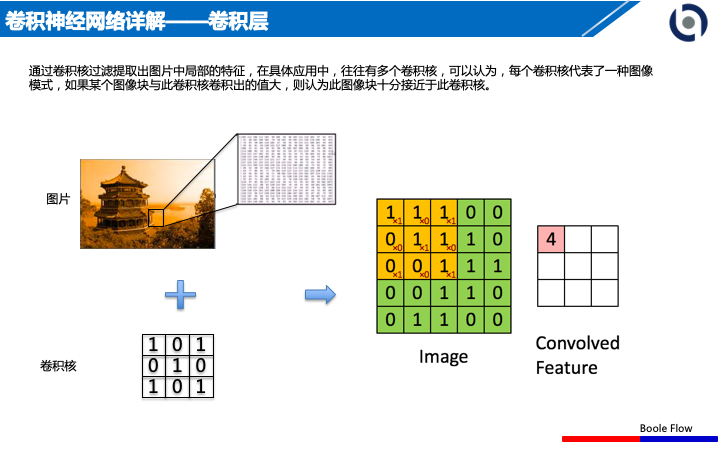 卷积神经网络详解——卷积层
通过卷积核过滤提取出图片中局部的特征，在具体应用中，往往有多个卷积核，可以认为，每个卷积核代表了一种图像
模式，如果某个图像块与此卷积核卷积出的值大，则认为此图像块十分接近于此卷积核。
图片
1×1 1×0 1×1 0 0
0×0 1×1 1×0 1 0
0×1 0×0 1×1 1 1
0 0 1 1 0
0 1 1 0 0
Image
4
Convolved
Feature
卷积核
1 0 1
0 1 0
1 0 1
Boole Flow